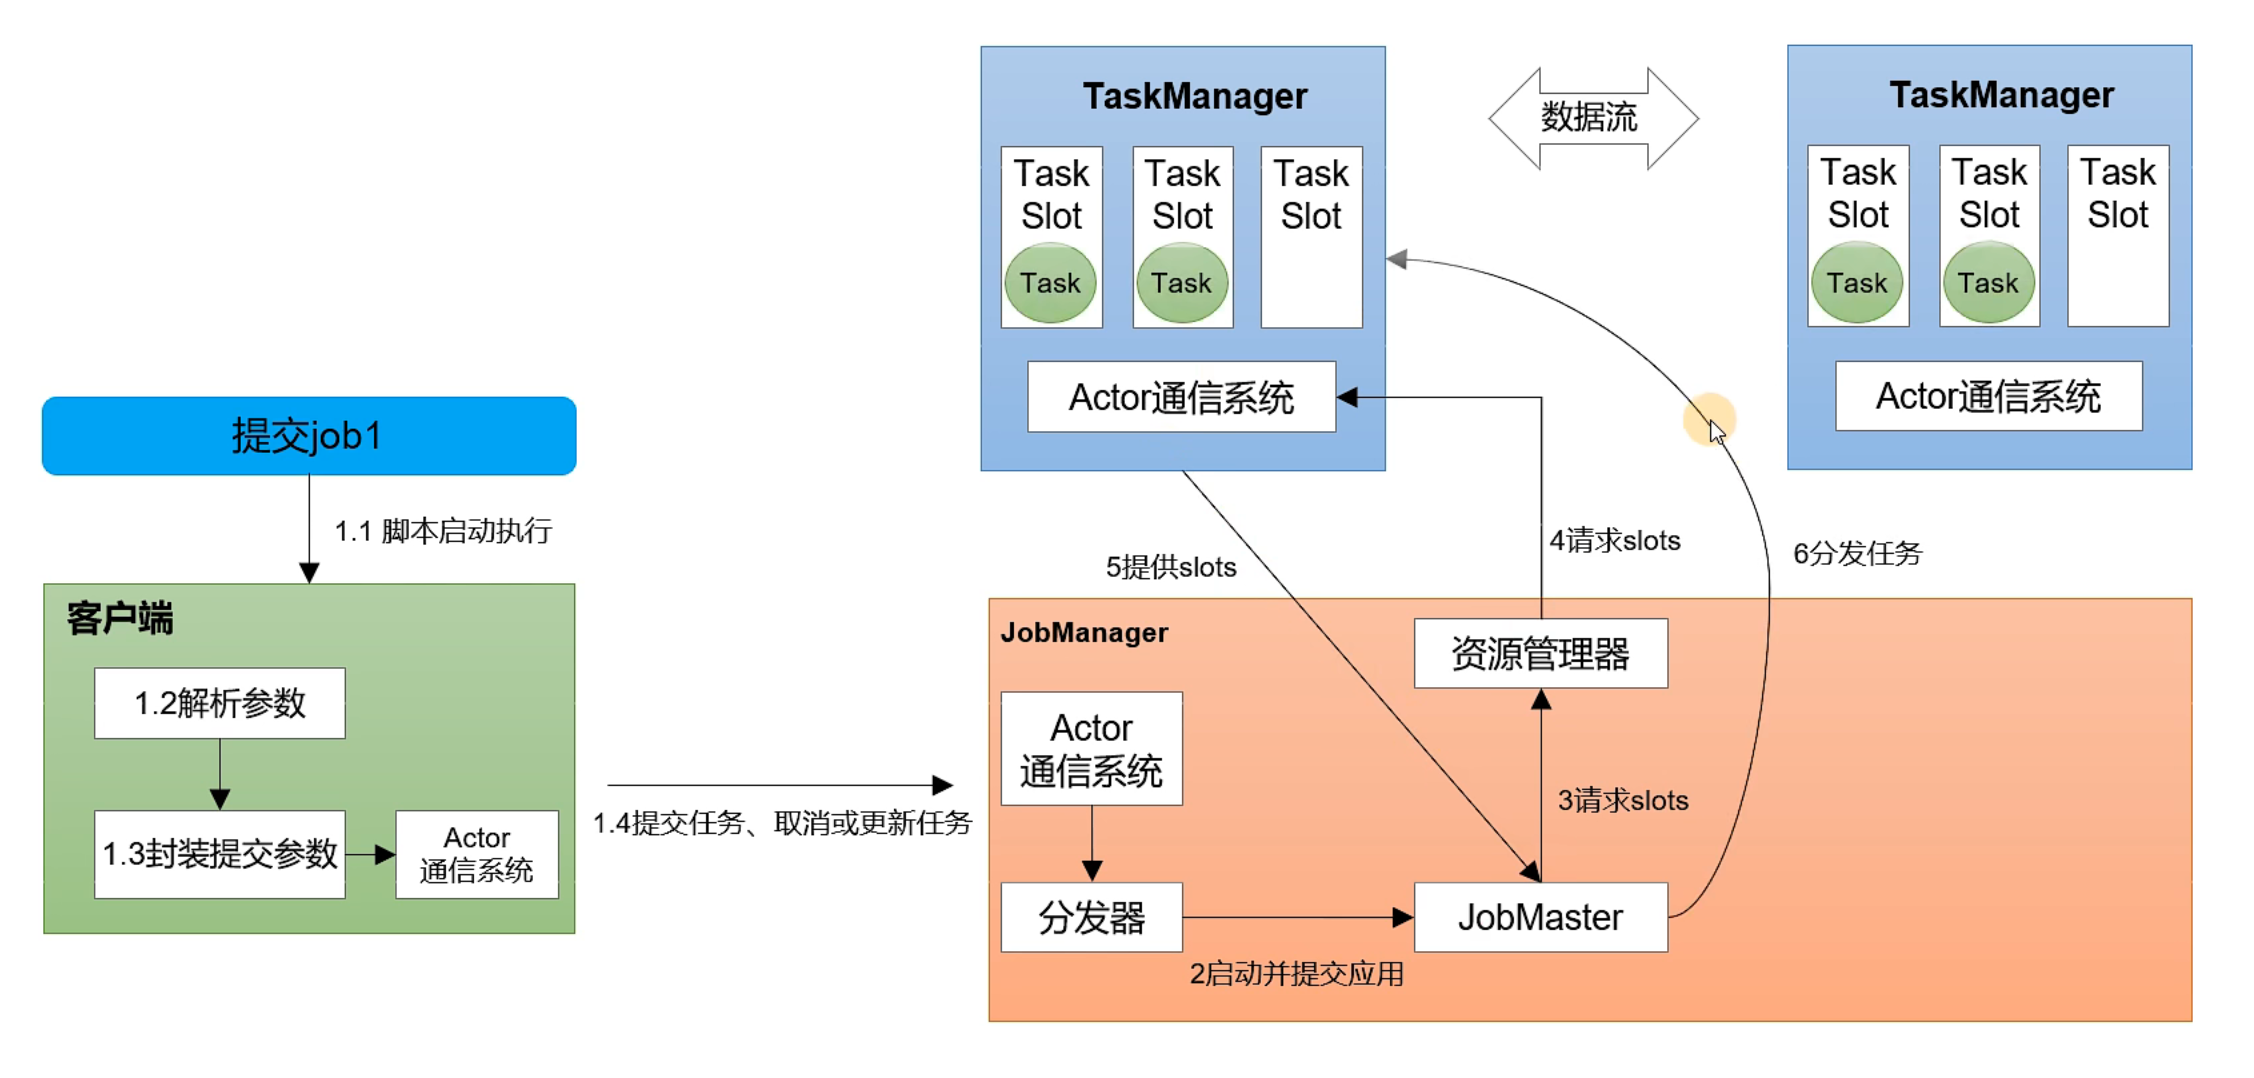 TaskManager
Task
Slot
Task
Task
Slot
Task
Task
Slot
Actor通信系统
数据流
TaskManager
Task
Slot
Task
Task
Slot
Task
Task
Slot
Actor通信系统
提交job1
1.1 脚本启动执行
客户端
1.2解析参数
1.3封装提交参数
Actor
通信系统
1.4提交任务、取消或更新任务
5提供slots
4请求slots
6分发任务
JobManager
资源管理器
Actor
通信系统
3请求slots
分发器
JobMaster
2启动并提交应用